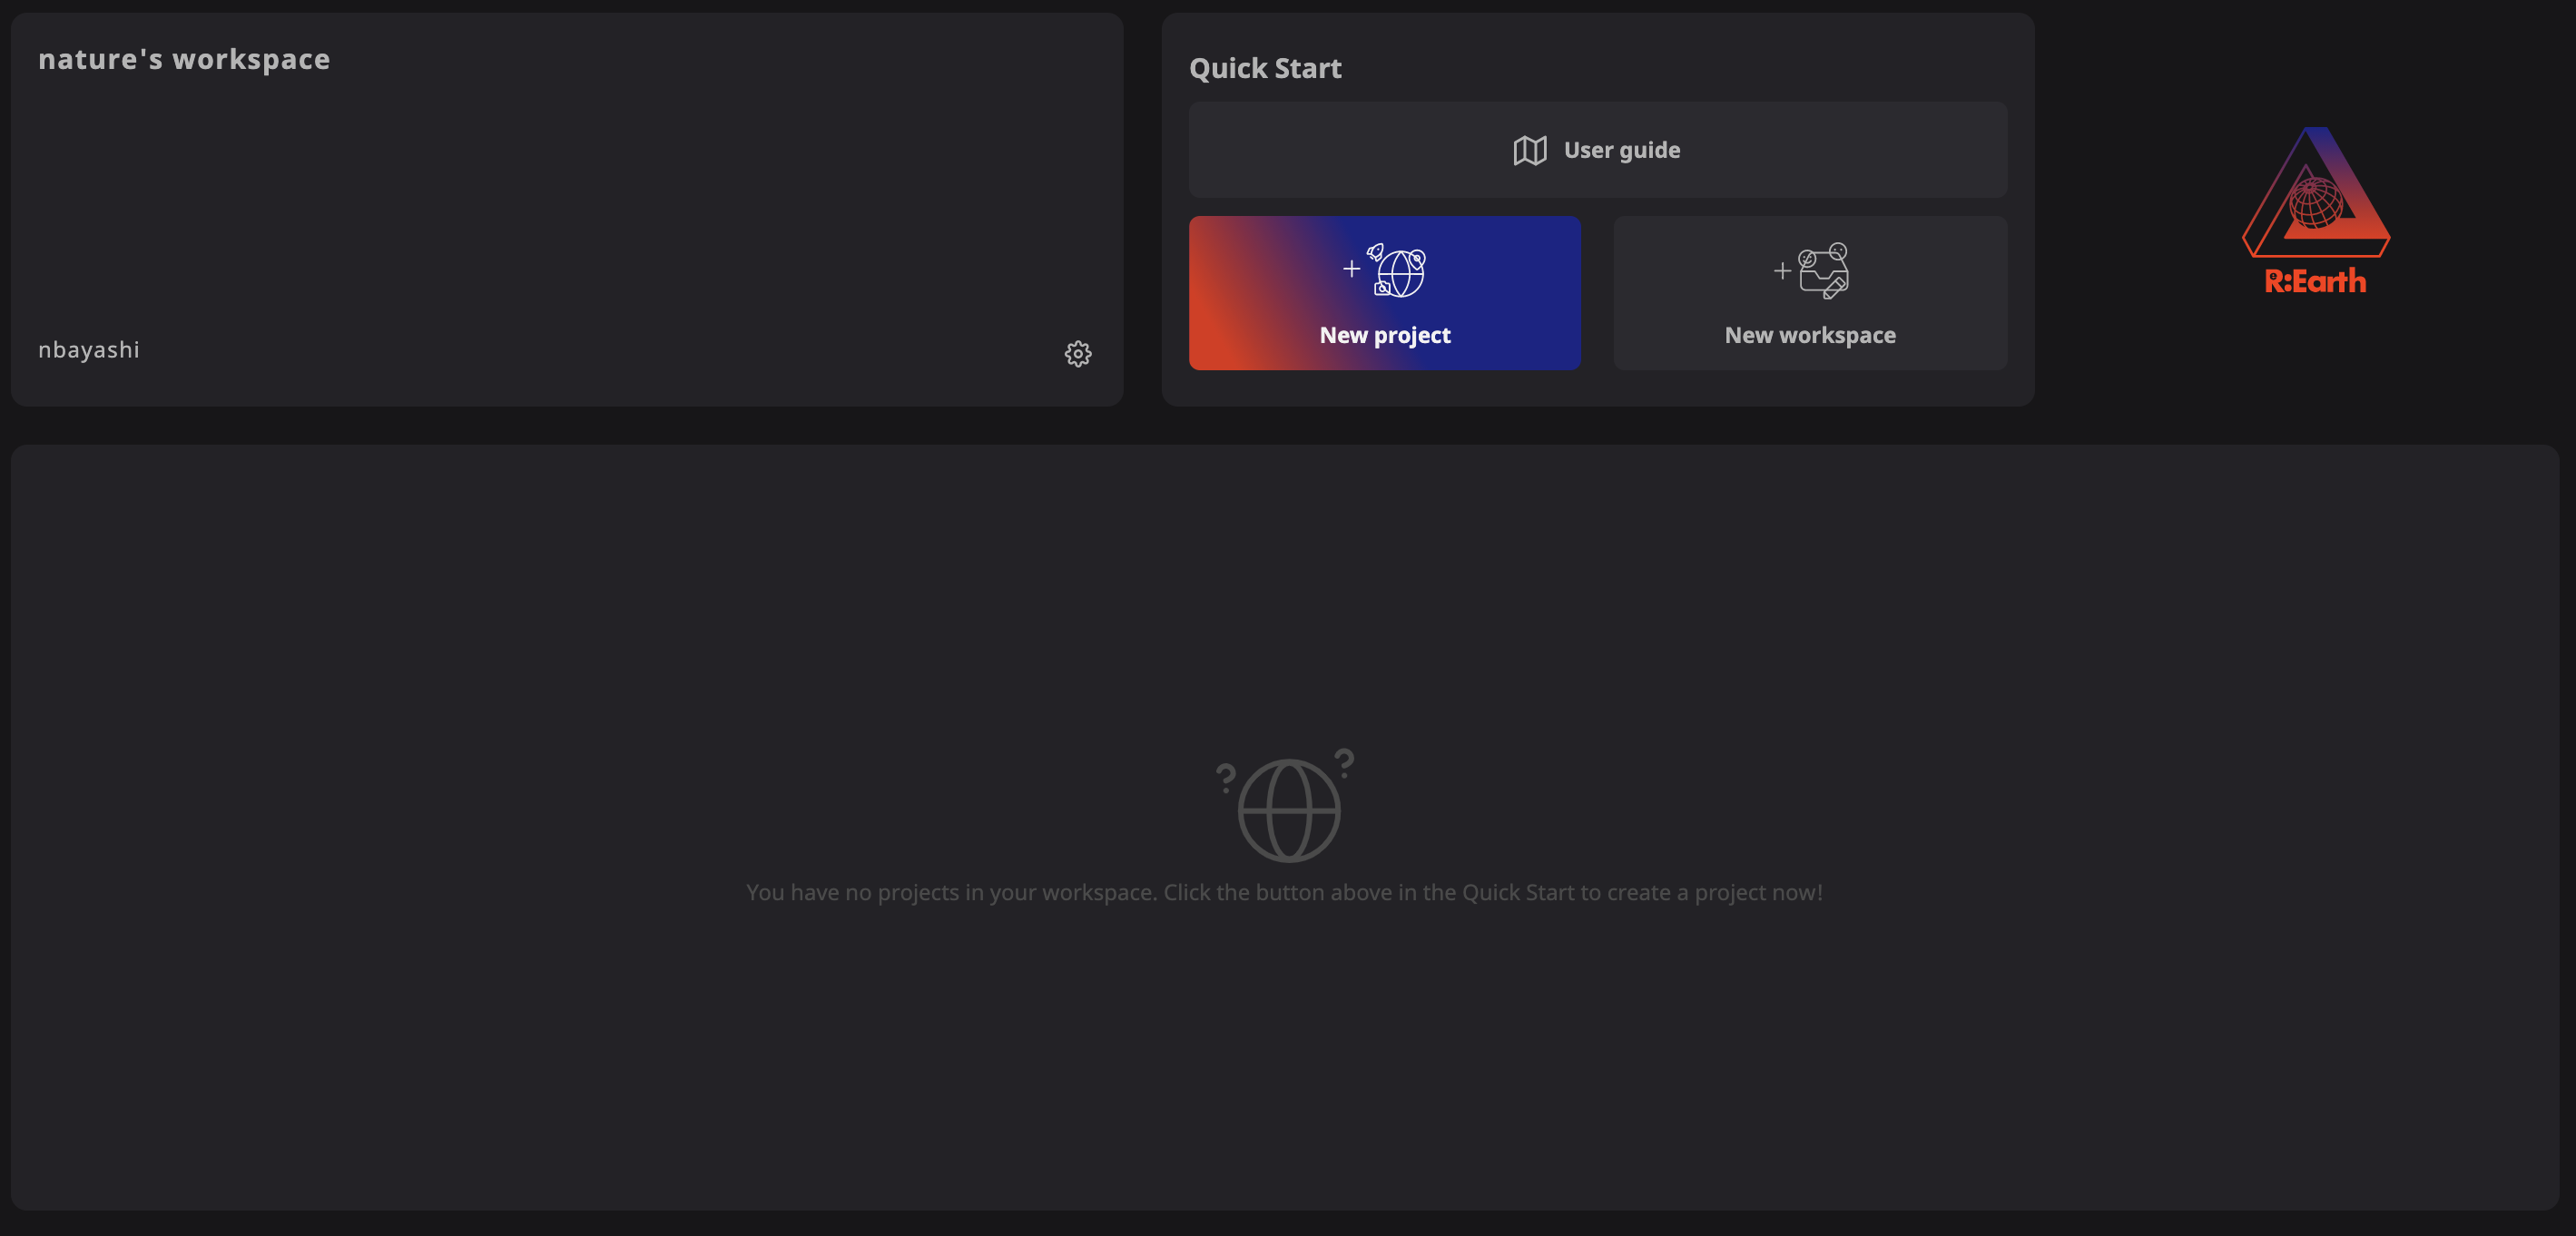 nature's workspace
nbayashi
Quick Start
User guide
New project
New workspace
Re:Earth
You have no projects in your workspace. Click the button above in the Quick Start to create a project now!